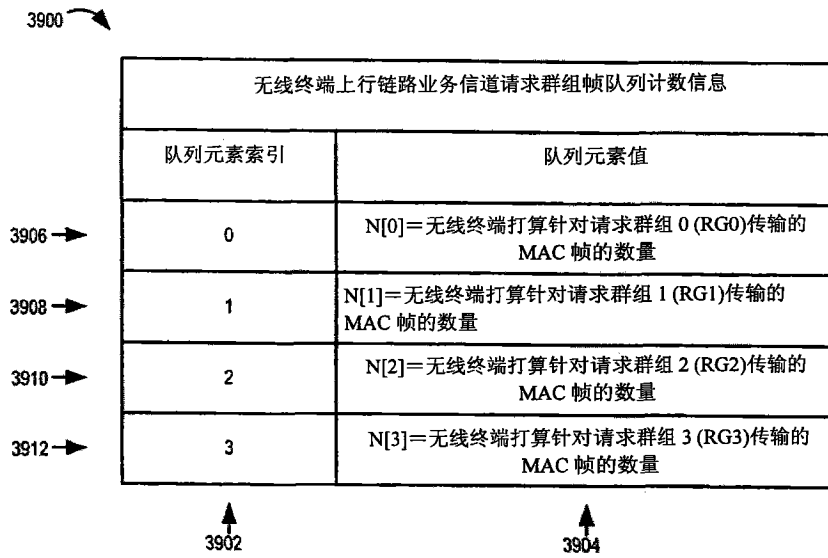 3900
无线终端上行链路业务信道请求群组帧队列计数信息
队列元素索引
队列元素值
3906
0
N[0]＝无线终端打算针对请求群组 0 (RG0)传输的
MAC 帧的数量
3908
1
N[1]＝无线终端打算针对请求群组 1 (RG1)传输的
MAC 帧的数量
3910
2
N[2]＝无线终端打算针对请求群组 2 (RG2)传输的
MAC 帧的数量
3912
3
N[3]＝无线终端打算针对请求群组 3 (RG3)传输的
MAC 帧的数量
3902
3904